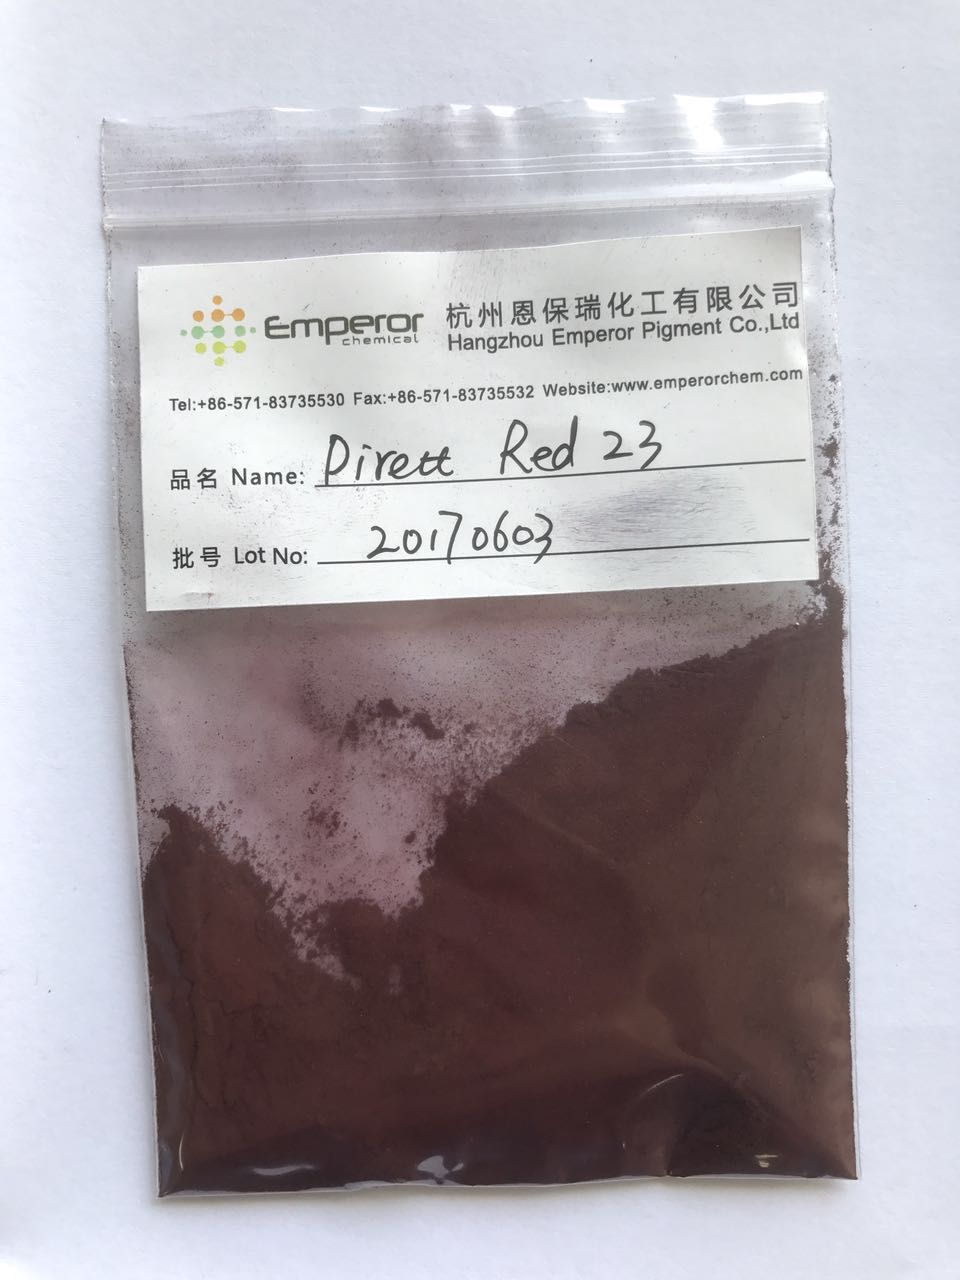 Emperor
chemical
杭州恩保瑞化工有限公司
Hangzhou Emperor Pigment Co.,Ltd
Tel:+86-571-83735530 Fax:+86-571-83735532 Website:www.emperorchem.com
品名 Name: Dirett Red 23
批号 Lot No: 20170603